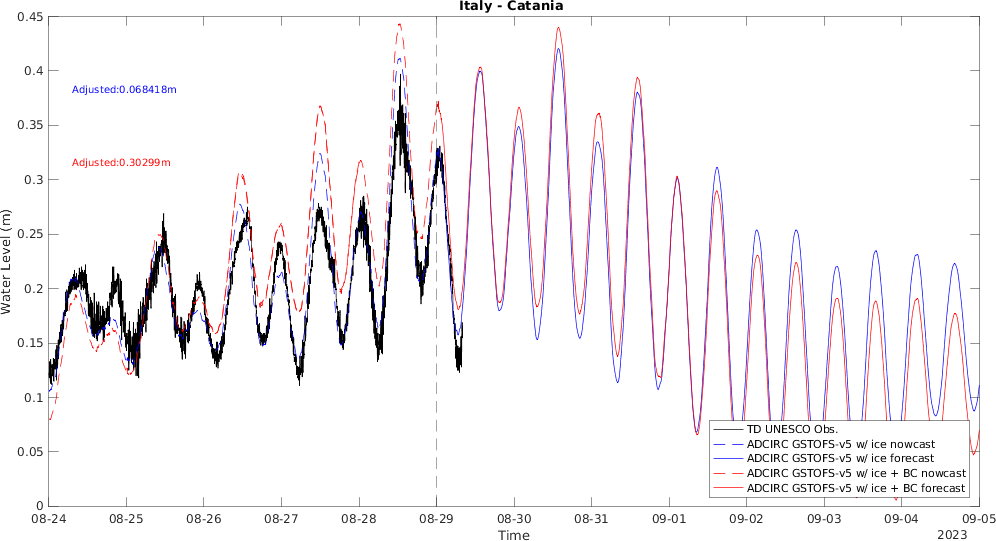 Italy - Catania
0.45
0.4
0.35
0.3
0.25
0.2
0.15
0.1
0.05
0
Water Level (m)
Adjusted:0.068418m
Adjusted:0.30299m
TD UNESCO Obs.
ADCIRC GSTOFS-v5 w/ ice nowcast
ADCIRC GSTOFS-v5 w/ ice forecast
ADCIRC GSTOFS-v5 w/ ice + BC nowcast
ADCIRC GSTOFS-v5 w/ ice + BC forecast
08-24 08-25 08-26 08-27 08-28 08-29 08-30 08-31 09-01 09-02 09-03 09-04 09-05
Time
2023